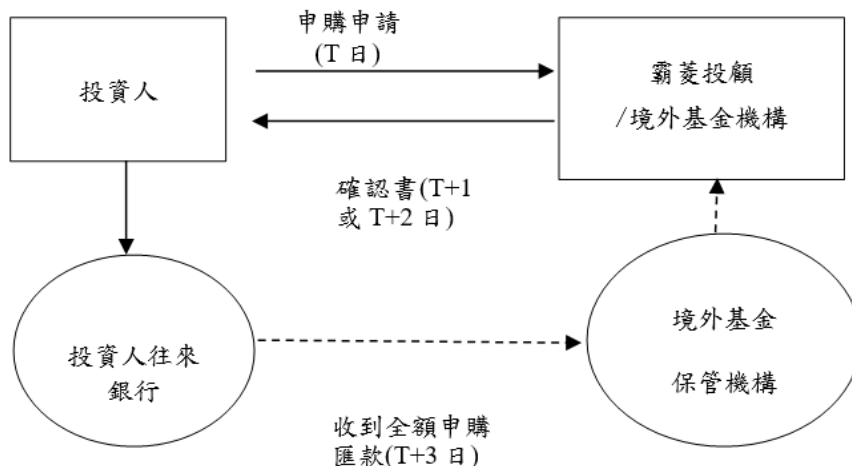 申購申請
(T 日)
投資人
霸菱投顧
/境外基金機構
確認書(T+1
或 T+2 日)
投資人往來
銀行
境外基金
保管機構
收到全額申購
匯款(T+3 日)